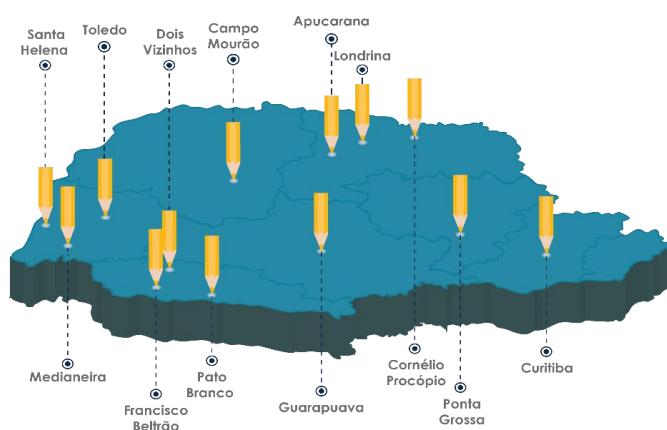 Santa
Helena
Toledo
Dois
Vizinhos
Campo
Mourão
Apucarana
Londrina
Medianeira
Francisco
Beltrão
Pato
Branco
Guarapuava
Cornélio
Procópio
Ponta
Grossa
Curitiba